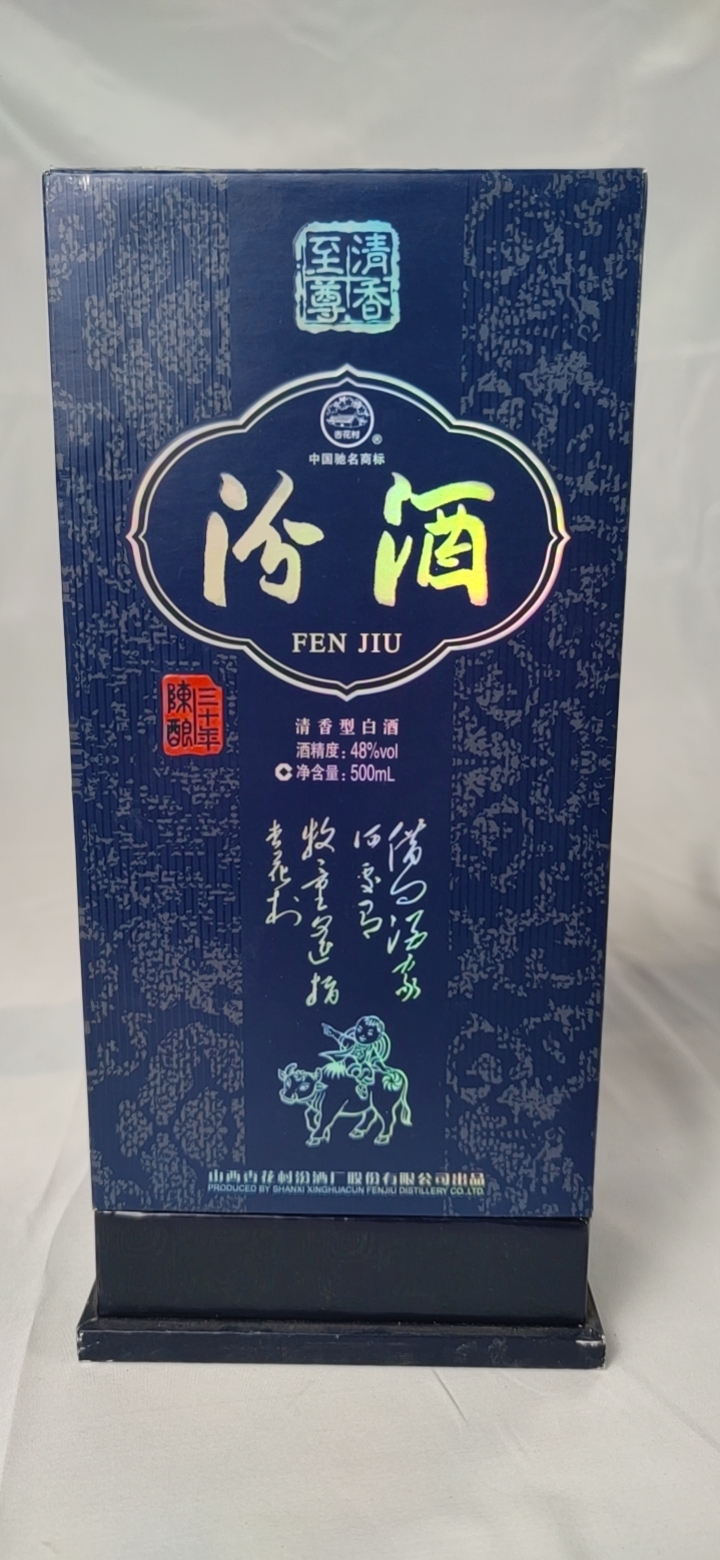 清香
至尊
杏花村
®
中国驰名商标
汾酒
FEN JIU
三十年
陳酿
清香型白酒
酒精度：48%vol
净含量：500mL
借问酒家
何处有
牧童遥指
杏花村
山西杏花村汾酒厂股份有限公司出品
PRODUCED BY SHANXI XINGHUACUN FENJIU DISTILLERY CO.,LTD.